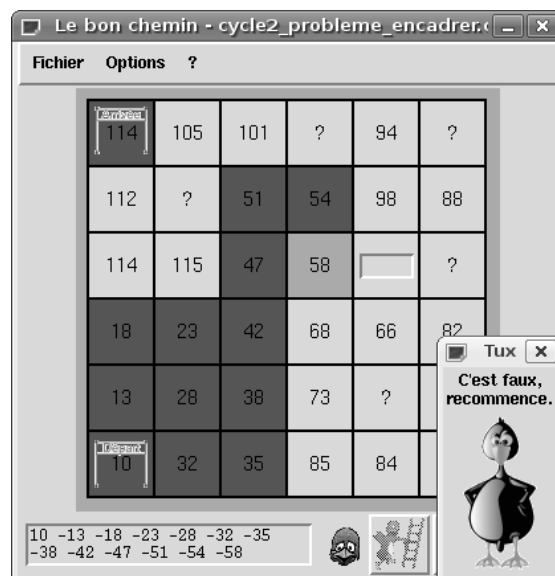 Le bon chemin - cycle2_probleme_encadrer.
Fichier Options ?
Arrivée
114 105 101 ? 94 ?
112 ? 51 54 98 88
114 115 47 58 ?
18 23 42 68 66 82
Tux
C'est faux,
recommence.
13 28 38 73 ?
Départ
10 32 35 85 84
10 -13 -18 -23 -28 -32 -35
-38 -42 -47 -51 -54 -58